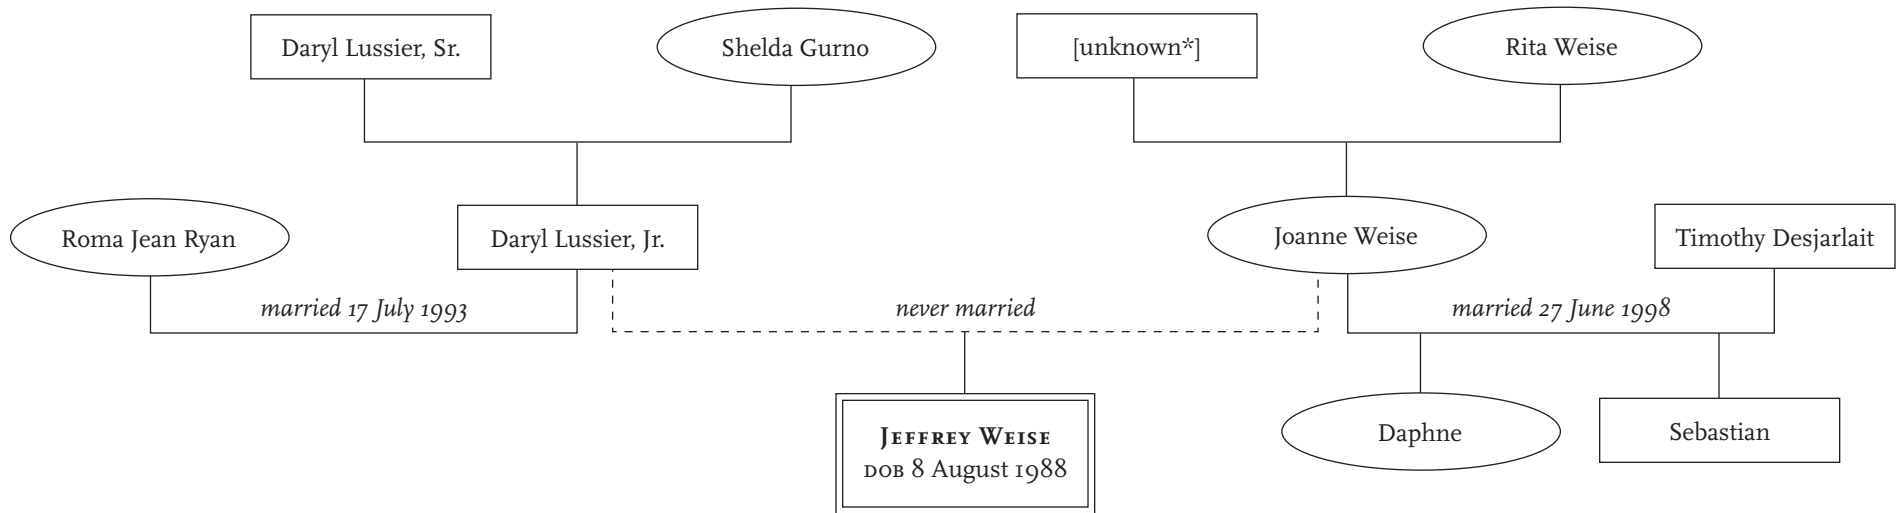 Daryl Lussier, Sr.
Shelda Gurno
[unknown*]
Rita Weise
Roma Jean Ryan
Daryl Lussier, Jr.
Joanne Weise
Timothy Desjarlait
married 17 July 1993
never married
married 27 June 1998
JEFFREY WEISE
DOB 8 August 1988
Daphne
Sebastian